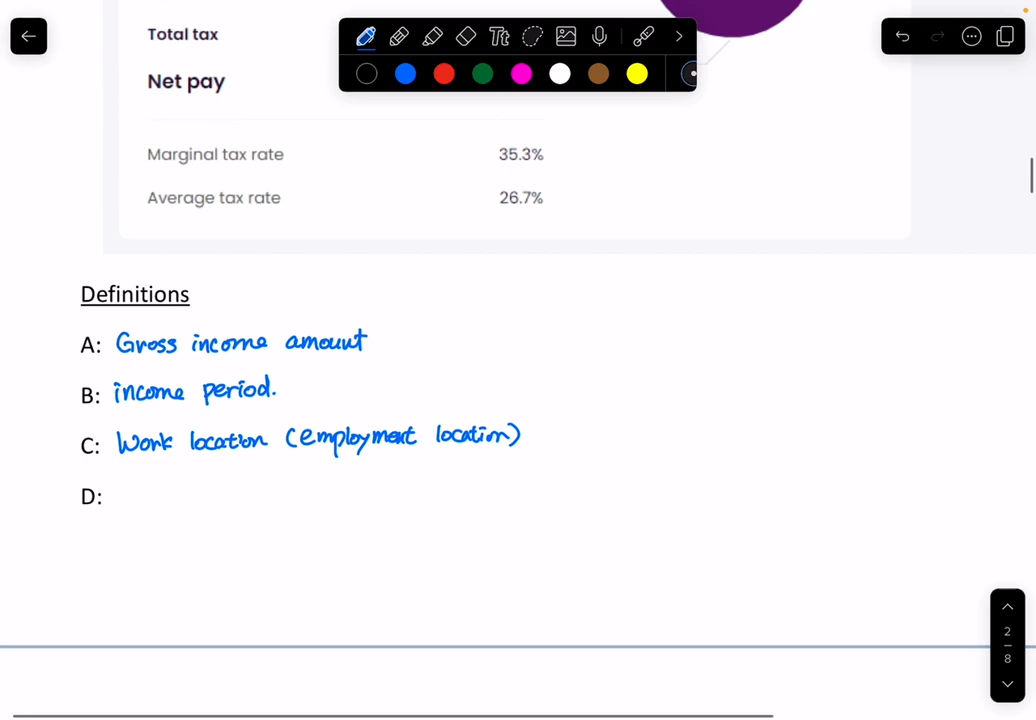 Total tax
Net pay
Tt
Marginal tax rate 35.3%
Average tax rate 26.7%
Definitions
A: Gross income amount
B: income period.
C: Work location (employment location)
D:
2
8